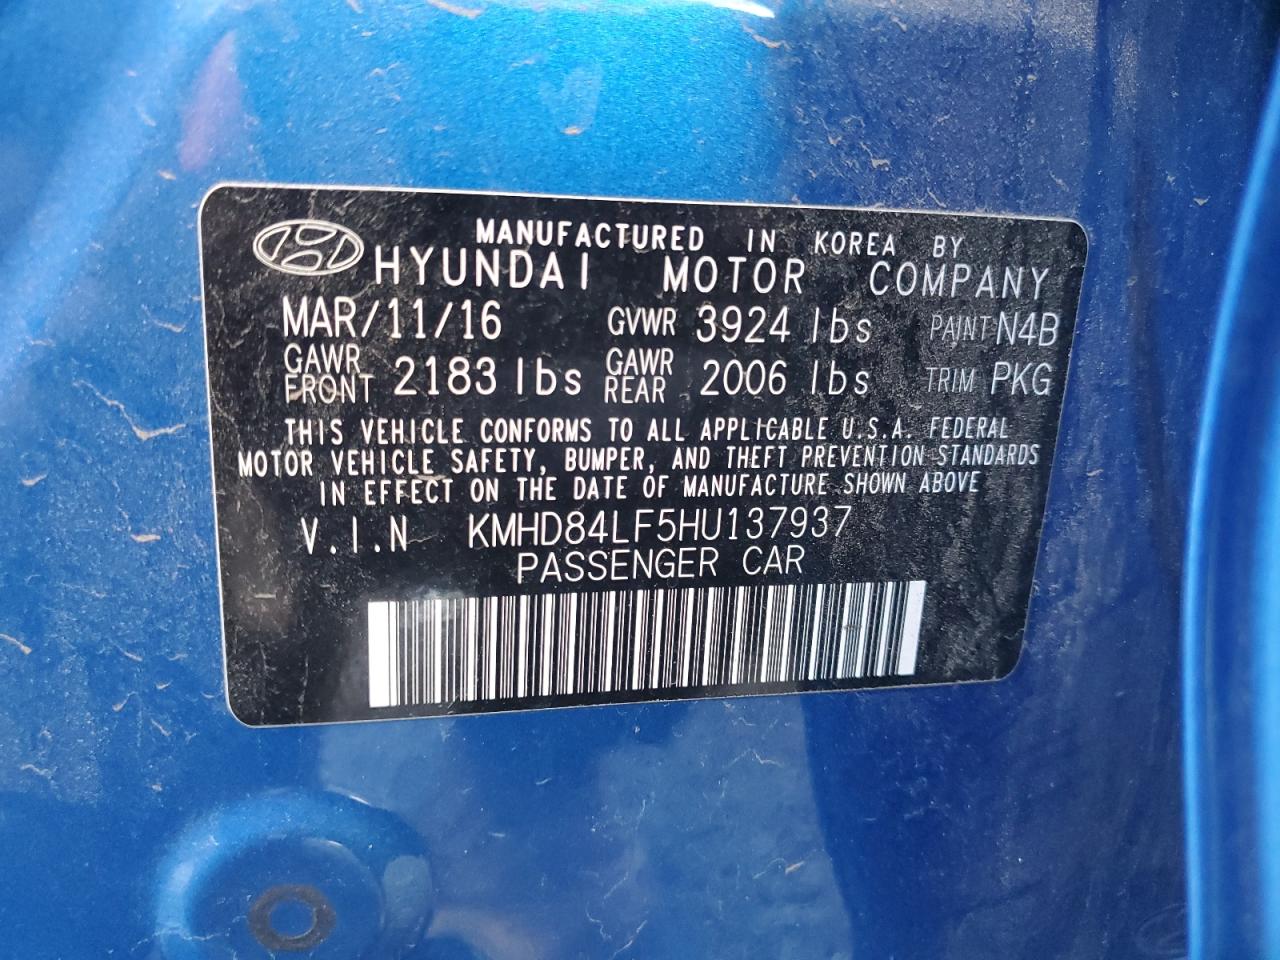 MANUFACTURED IN KOREA BY
HYUNDAI MOTOR COMPANY
MAR/11/16 GVWR 3924 lbs PAINT N4B
GAWR FRONT 2183 lbs GAWR REAR 2006 lbs TRIM PKG
THIS VEHICLE CONFORMS TO ALL APPLICABLE U.S.A. FEDERAL
MOTOR VEHICLE SAFETY, BUMPER, AND THEFT PREVENTION STANDARDS
IN EFFECT ON THE DATE OF MANUFACTURE SHOWN ABOVE
V.I.N KMHD84LF5HU137937
PASSENGER CAR